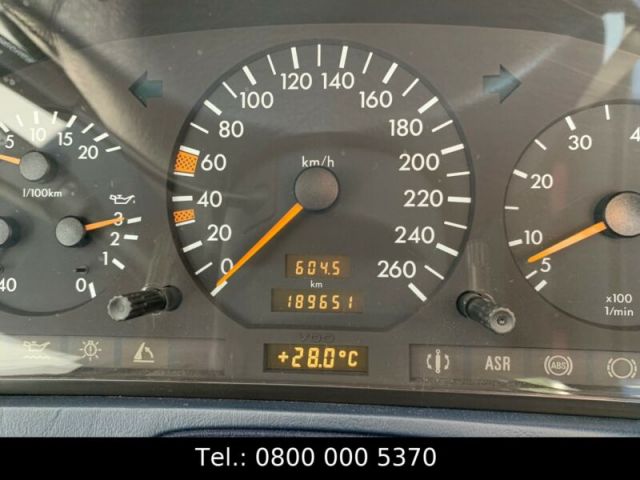 5 10 15 20
l/100km
3
2
1
0
40
0 20 40 60 80 100 120 140 160 180 200 220 240 260
km/h
604.5
km
189651
VDO
+28.0°C
5 10 20 30 4
x100
1/min
ASR
ABS
Tel.: 0800 000 5370